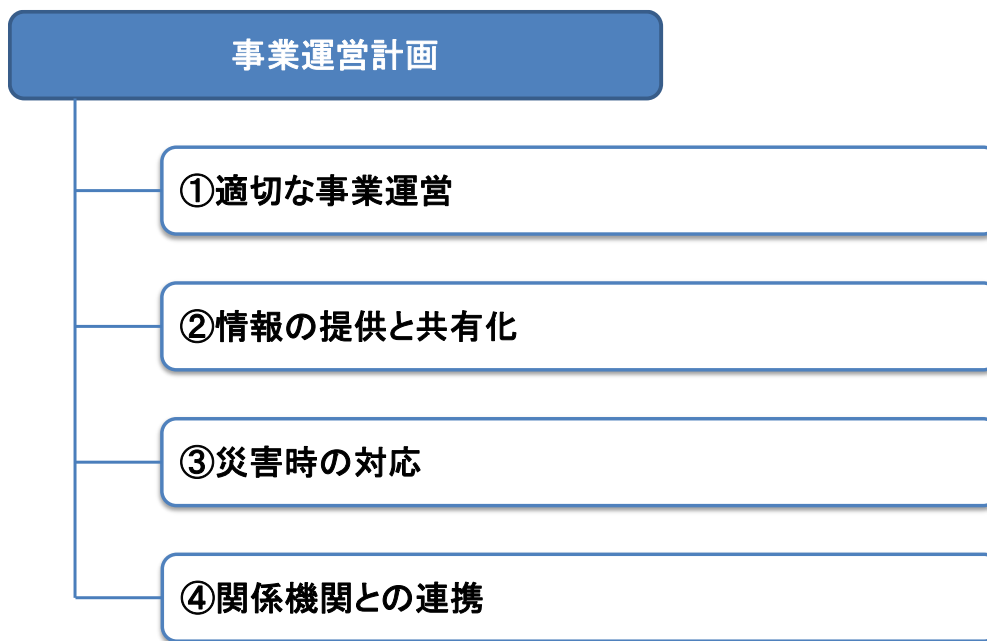 事業運営計画
①適切な事業運営
②情報の提供と共有化
③災害時の対応
④関係機関との連携